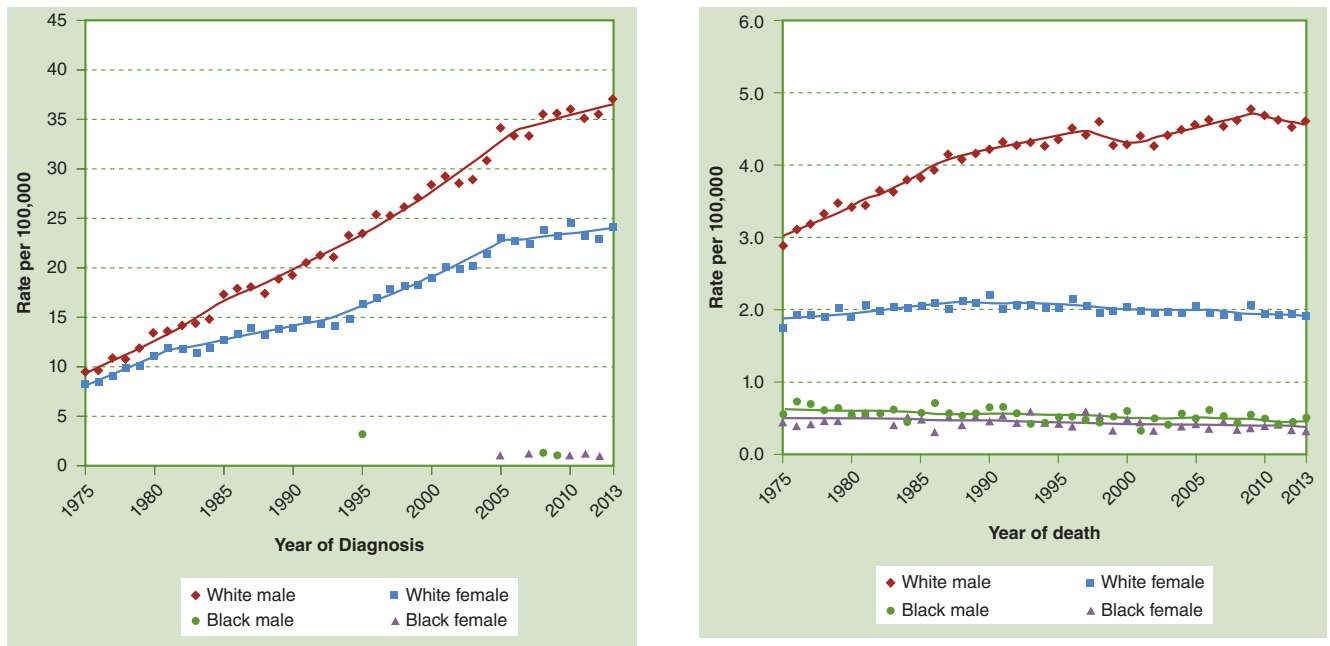 45
40
35
30
25
20
15
10
5
0
Rate per 100,000
1975
1980
1985
1990
1995
2000
2005
2010
2013
Year of Diagnosis
White male
White female
Black male
Black female
6.0
5.0
4.0
3.0
2.0
1.0
0.0
Rate per 100,000
1975
1980
1985
1990
1995
2000
2005
2010
2013
Year of death
White male
White female
Black male
Black female